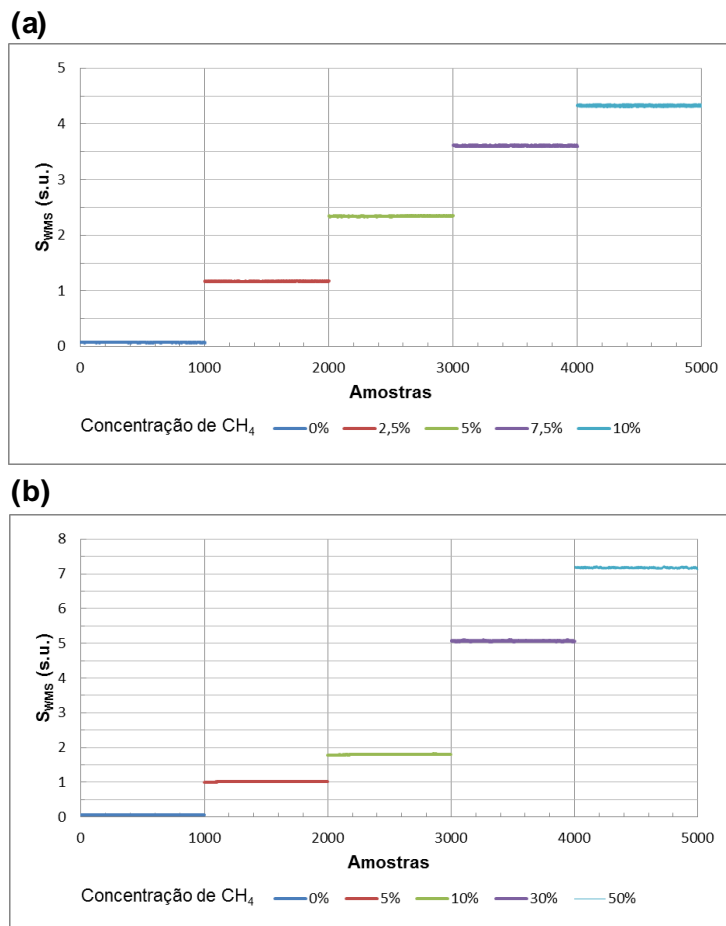 (a)
5
4
3
2
1
0
S_WMS (s.u.)
0 1000 2000 3000 4000 5000
Amostras
Concentração de CH₄ 0% 2,5% 5% 7,5% 10%
(b)
8
7
6
5
4
3
2
1
0
S_WMS (s.u.)
0 1000 2000 3000 4000 5000
Amostras
Concentração de CH₄ 0% 5% 10% 30% 50%